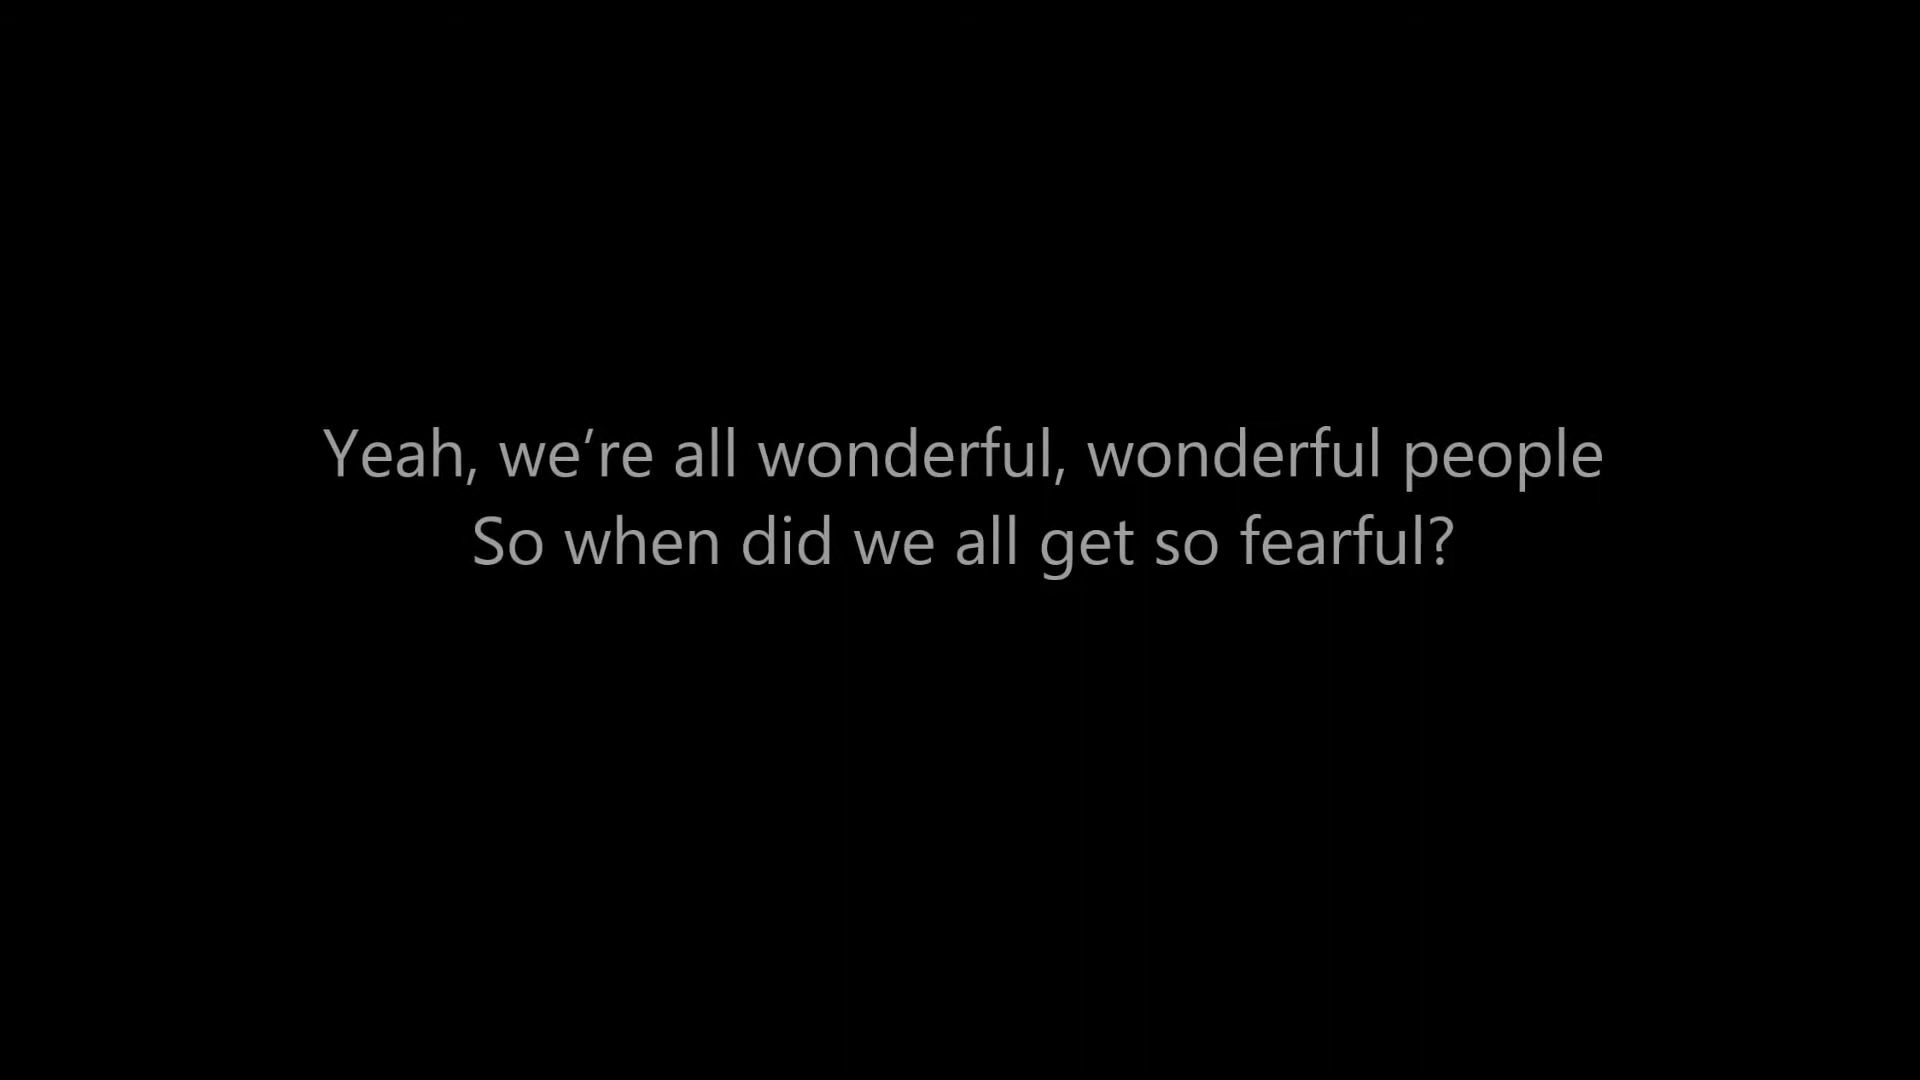 Yeah, we’re all wonderful, wonderful people
So when did we all get so fearful?